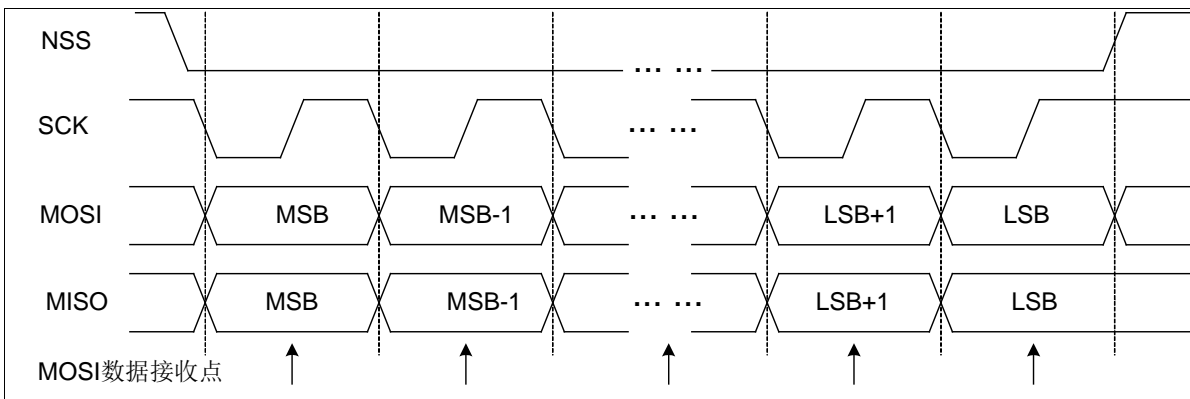 NSS
... ...
SCK
... ...
MOSI MSB MSB-1 ... ... LSB+1 LSB
MISO MSB MSB-1 ... ... LSB+1 LSB
MOSI数据接收点